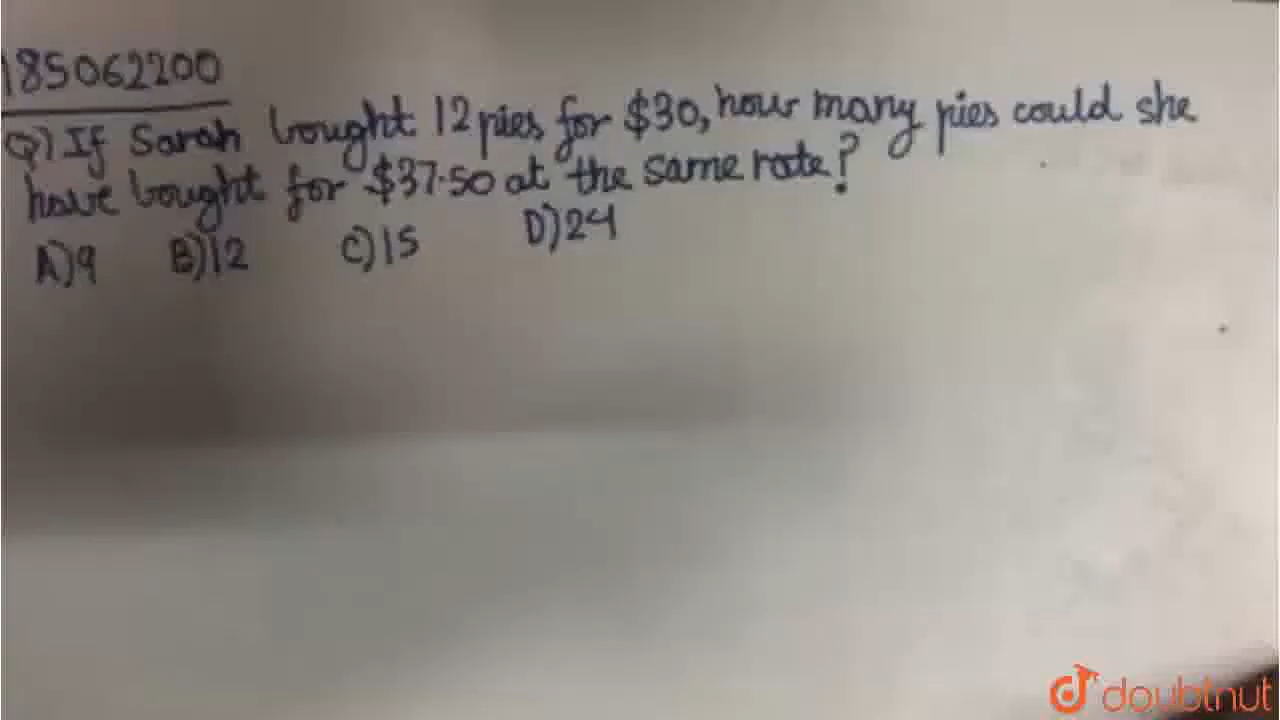 185062200
Q) If Sarah bought 12 pies for $30, how many pies could she
have bought for $37.50 at the same rate?
A) 9 B) 12 C) 15 D) 24
doubtnut